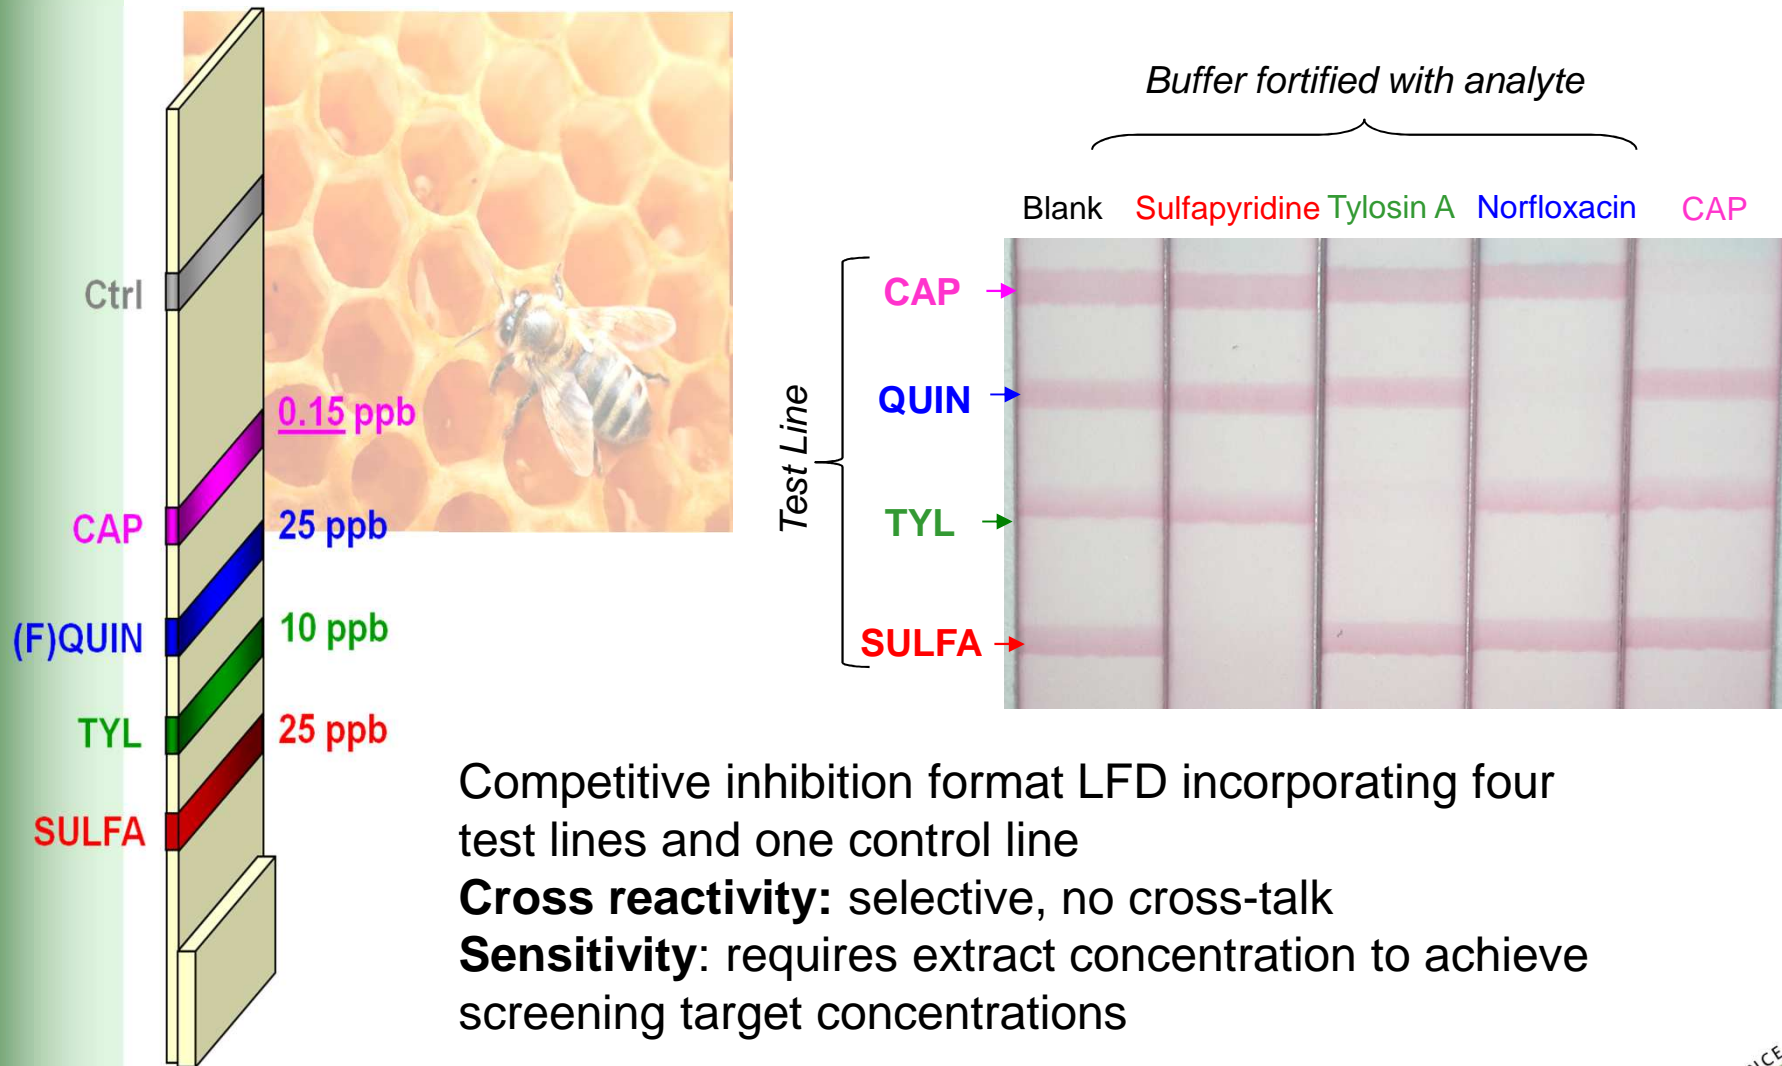 Ctrl
0.15 ppb
CAP
25 ppb
(F)QUIN
10 ppb
TYL
25 ppb
SULFA
Buffer fortified with analyte
Blank Sulfapyridine Tylosin A Norfloxacin CAP
Test Line
CAP
QUIN
TYL
SULFA
Competitive inhibition format LFD incorporating four
test lines and one control line
Cross reactivity: selective, no cross-talk
Sensitivity: requires extract concentration to achieve
screening target concentrations